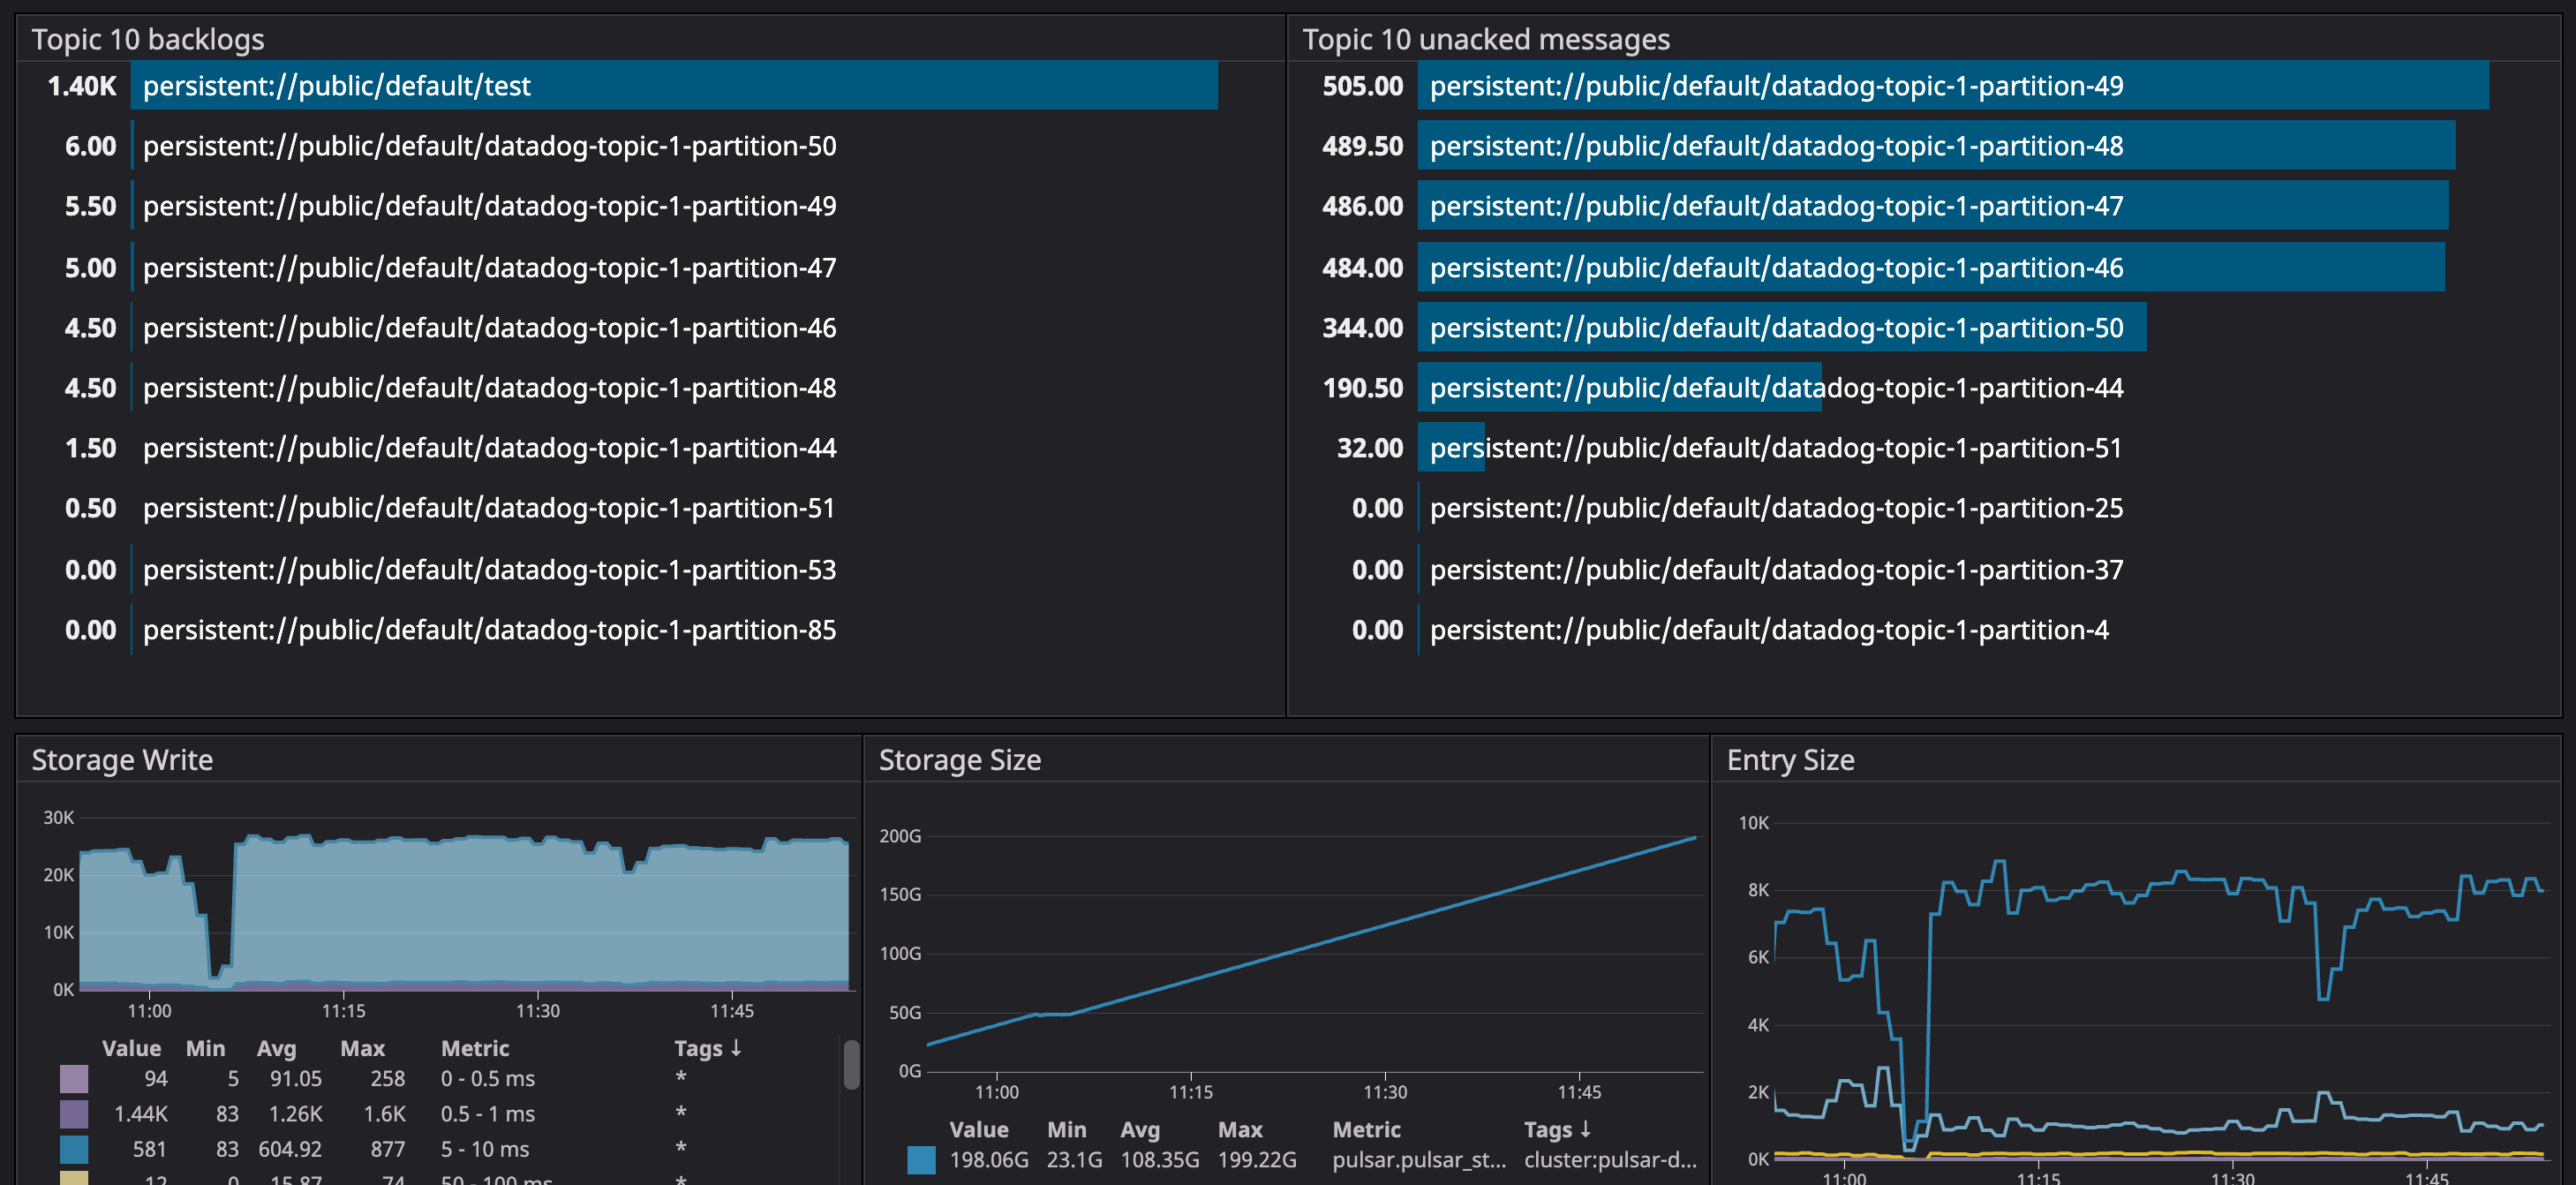 Topic 10 backlogs
1.40K persistent://public/default/test
6.00 persistent://public/default/datadog-topic-1-partition-50
5.50 persistent://public/default/datadog-topic-1-partition-49
5.00 persistent://public/default/datadog-topic-1-partition-47
4.50 persistent://public/default/datadog-topic-1-partition-46
4.50 persistent://public/default/datadog-topic-1-partition-48
1.50 persistent://public/default/datadog-topic-1-partition-44
0.50 persistent://public/default/datadog-topic-1-partition-51
0.00 persistent://public/default/datadog-topic-1-partition-53
0.00 persistent://public/default/datadog-topic-1-partition-85
Topic 10 unacked messages
505.00 persistent://public/default/datadog-topic-1-partition-49
489.50 persistent://public/default/datadog-topic-1-partition-48
486.00 persistent://public/default/datadog-topic-1-partition-47
484.00 persistent://public/default/datadog-topic-1-partition-46
344.00 persistent://public/default/datadog-topic-1-partition-50
190.50 persistent://public/default/datadog-topic-1-partition-44
32.00 persistent://public/default/datadog-topic-1-partition-51
0.00 persistent://public/default/datadog-topic-1-partition-25
0.00 persistent://public/default/datadog-topic-1-partition-37
0.00 persistent://public/default/datadog-topic-1-partition-4
Storage Write
30K
20K
10K
0K
11:00 11:15 11:30 11:45
Value Min Avg Max Metric Tags ↓
94 5 91.05 258 0 - 0.5 ms *
1.44K 83 1.26K 1.6K 0.5 - 1 ms *
581 83 604.92 877 5 - 10 ms *
12 0 15.87 74 50 - 100 ms *
Storage Size
200G
150G
100G
50G
0G
11:00 11:15 11:30 11:45
Value Min Avg Max Metric Tags ↓
198.06G 23.1G 108.35G 199.22G pulsar.pulsar_st... cluster:pulsar-d...
Entry Size
10K
8K
6K
4K
2K
0K
11:00 11:15 11:30 11:45